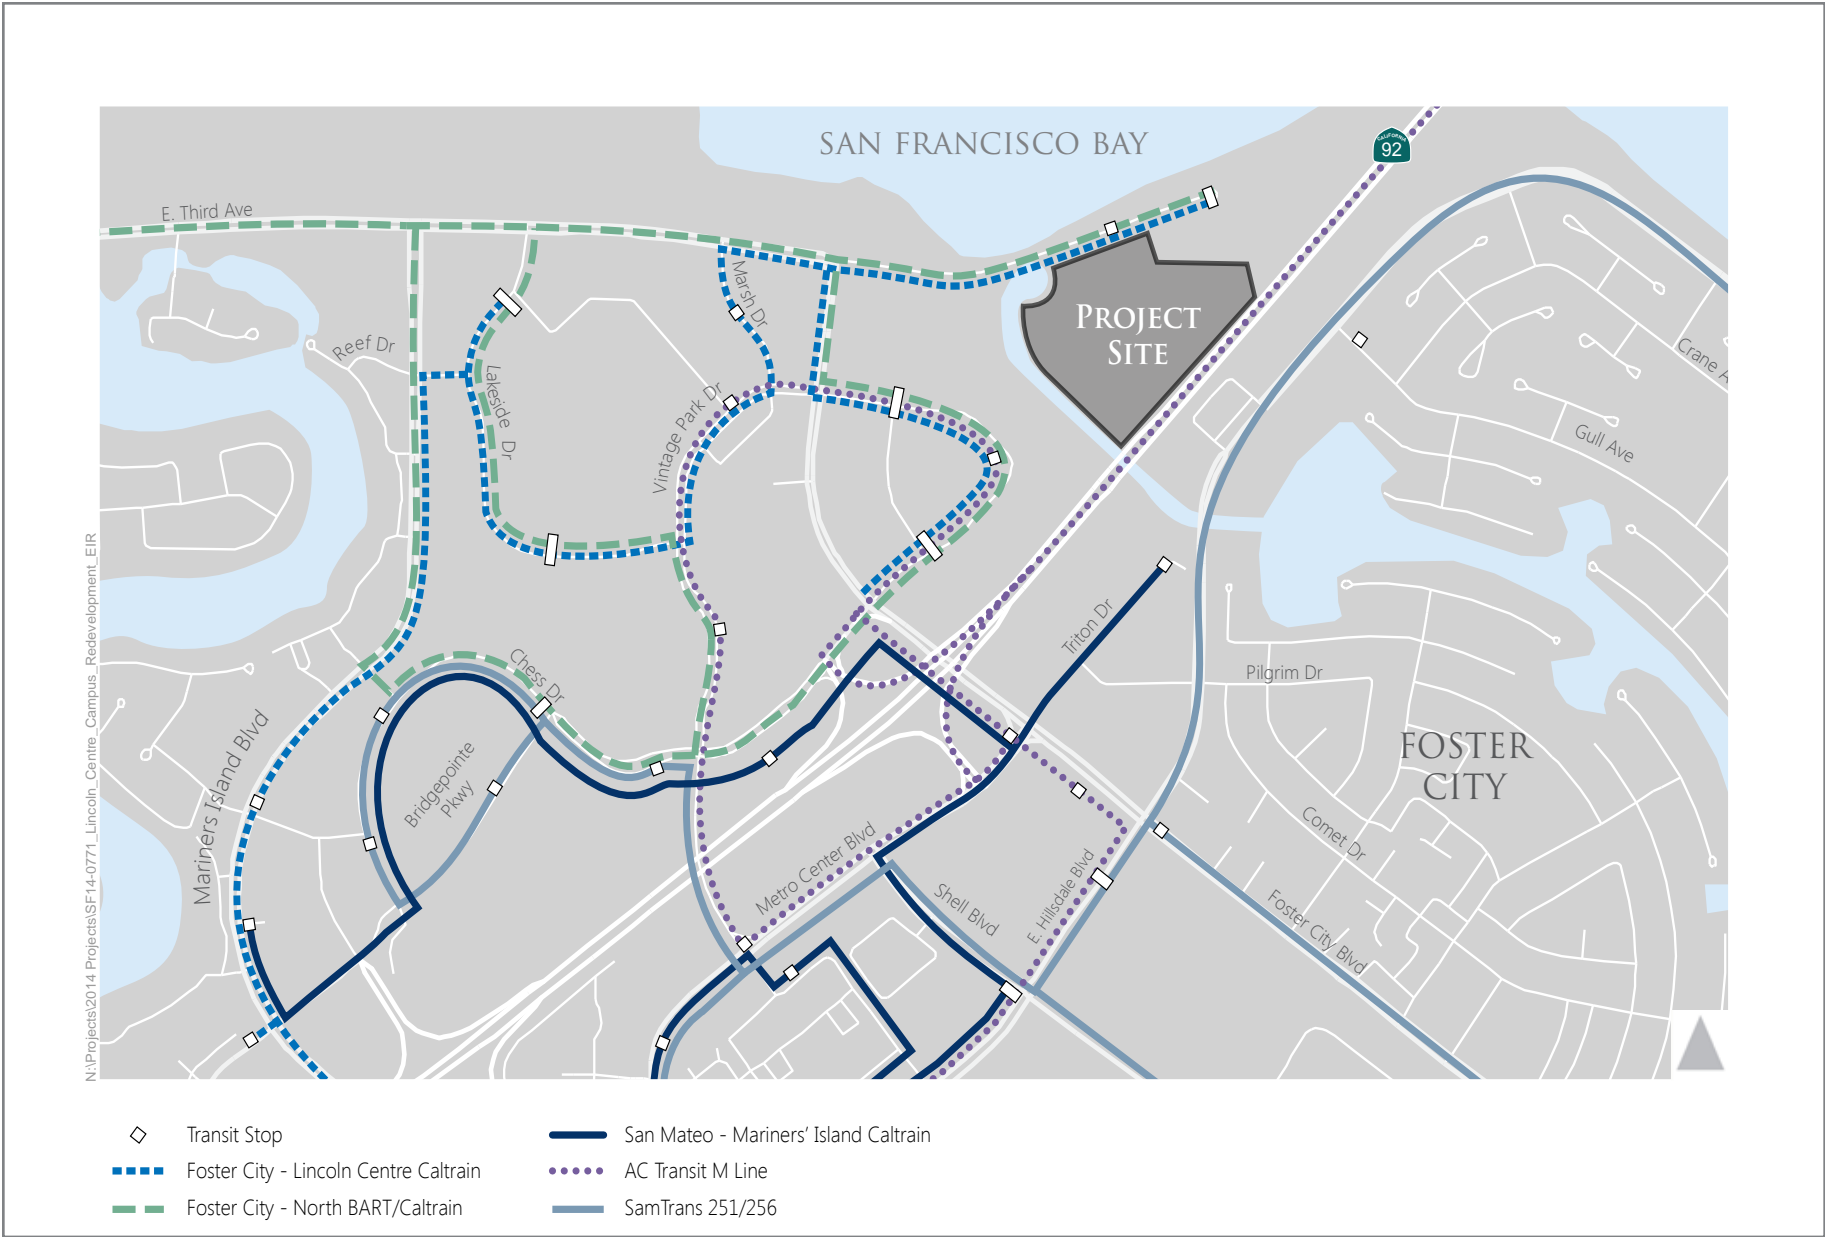 SAN FRANCISCO BAY
CALIFORNIA
92
E. Third Ave
Marsh Dr
PROJECT
SITE
Reef Dr
Crane A
Lakeside Dr
Vintage Park Dr
Gull Ave
Triton Dr
Chess Dr
Pilgrim Dr
Mariners Island Blvd
Bridgepointe
Pkwy
FOSTER
CITY
Metro Center Blvd
Comet Dr
Shell Blvd
E. Hillsdale Blvd
Foster City Blvd
N:\Projects\2014 Projects\SF14-0771_Lincoln_Centre_Campus_Redevelopment_EIR
Transit Stop
Foster City - Lincoln Centre Caltrain
Foster City - North BART/Caltrain
San Mateo - Mariners' Island Caltrain
AC Transit M Line
SamTrans 251/256